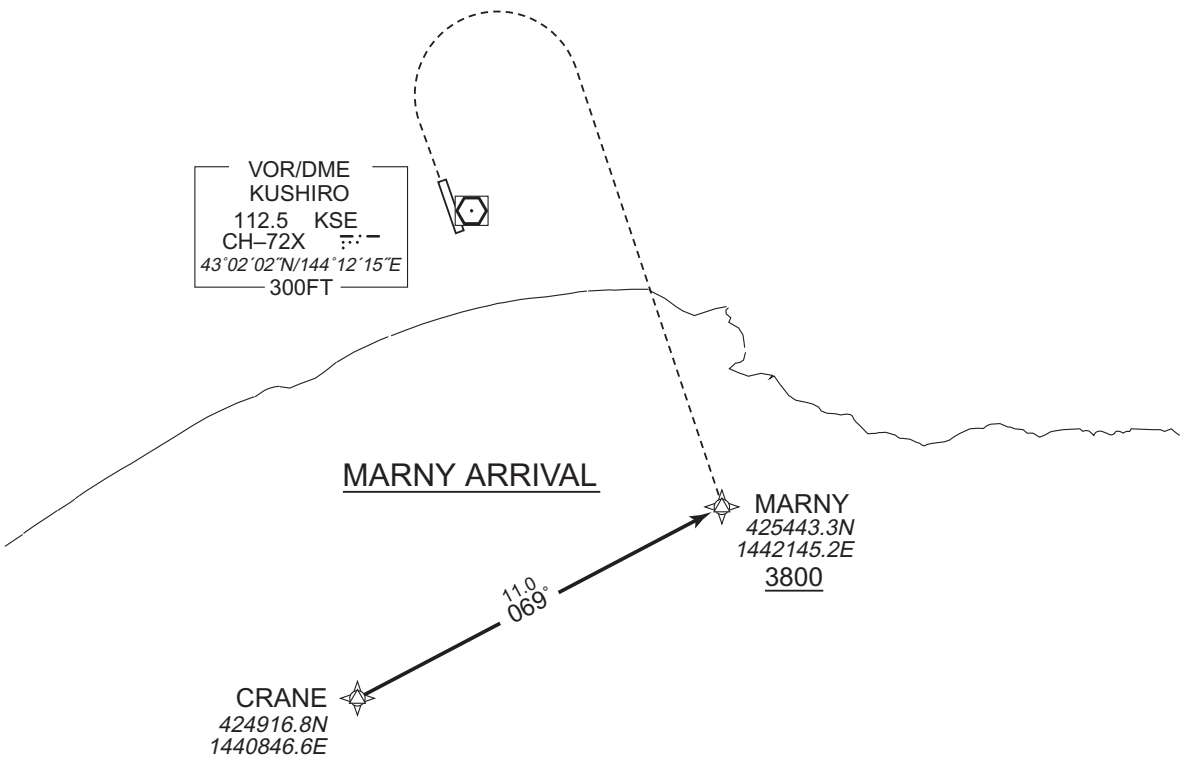 VOR/DME
KUSHIRO
112.5 KSE
CH–72X
43°02´02˝N/144°12´15˝E
300FT
MARNY ARRIVAL
MARNY
425443.3N
1442145.2E
3800
11.0
069°
CRANE
424916.8N
1440846.6E